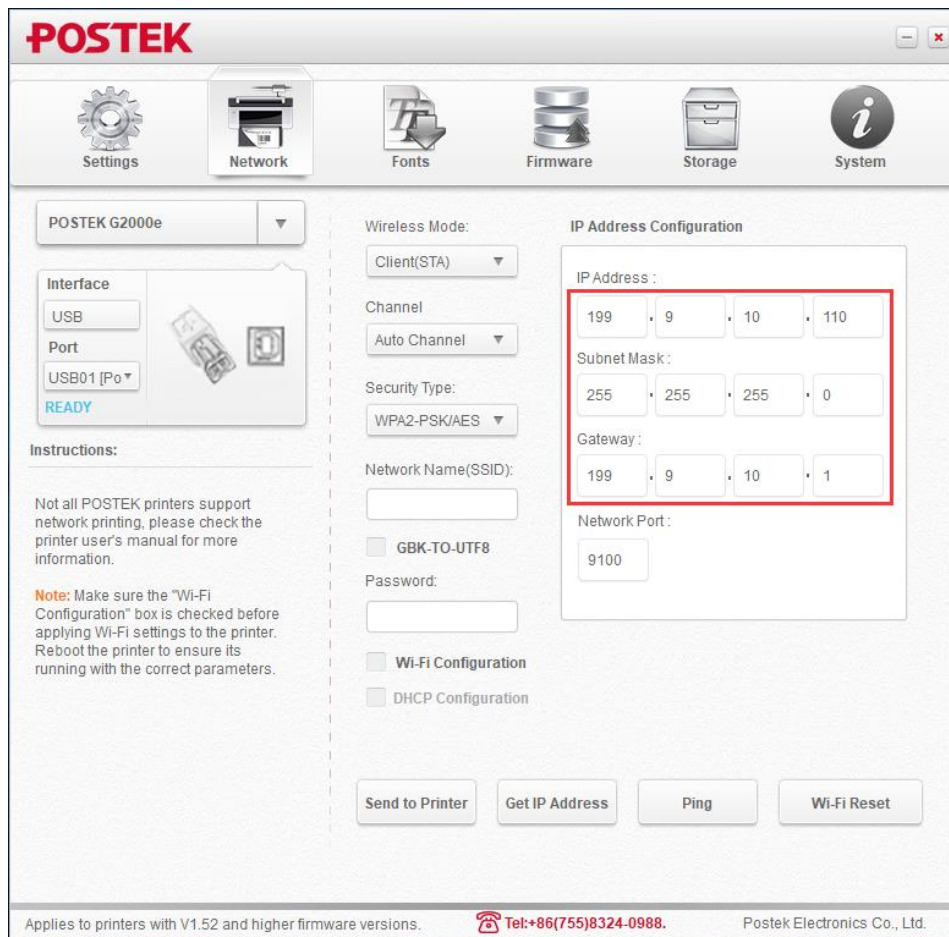 POSTEK
Settings
Network
Fonts
Firmware
Storage
System
POSTEK G2000e
Interface
USB
Port
USB01 [Po
READY
Instructions:
Not all POSTEK printers support
network printing, please check the
printer user's manual for more
information.
Note: Make sure the "Wi-Fi
Configuration" box is checked before
applying Wi-Fi settings to the printer.
Reboot the printer to ensure its
running with the correct parameters.
Wireless Mode:
Client(STA)
Channel
Auto Channel
Security Type:
WPA2-PSK/AES
Network Name(SSID):
GBK-TO-UTF8
Password:
Wi-Fi Configuration
DHCP Configuration
IP Address Configuration
IP Address :
199 . 9 . 10 . 110
Subnet Mask :
255 . 255 . 255 . 0
Gateway :
199 . 9 . 10 . 1
Network Port :
9100
Send to Printer
Get IP Address
Ping
Wi-Fi Reset
Applies to printers with V1.52 and higher firmware versions.
Tel:+86(755)8324-0988.
Postek Electronics Co., Ltd.